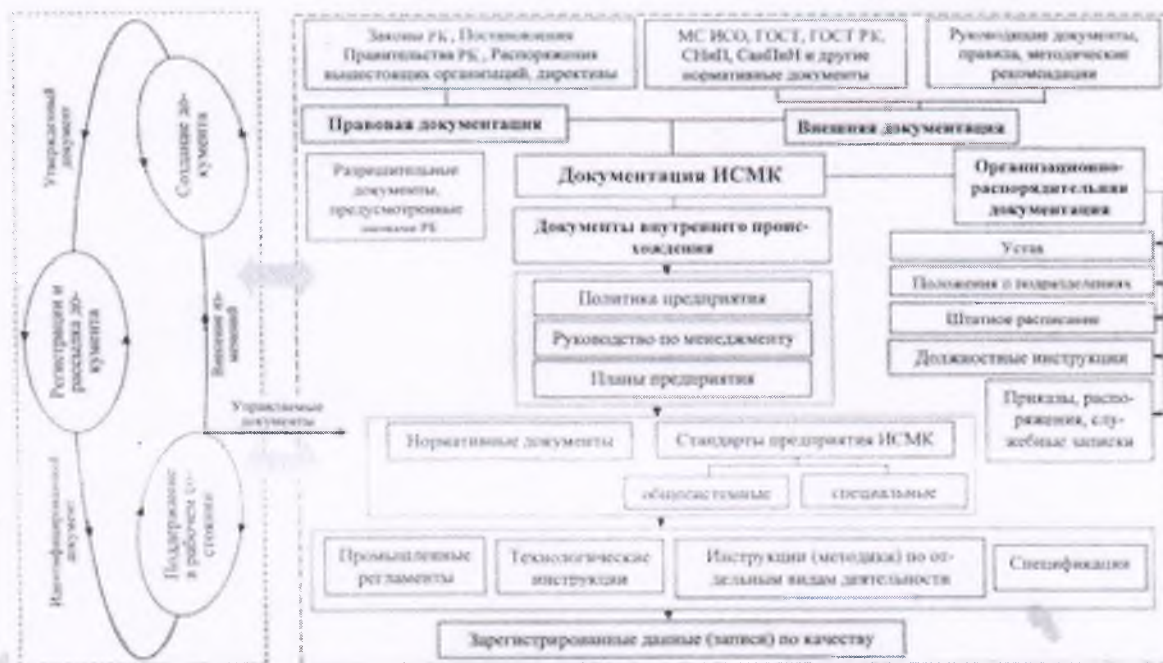 Законы РК, Постановления
Правительства РК, Распоряжения
вышестоящих организаций, директивы
МС ИСО, ГОСТ, ГОСТ РК,
СНиП, СанПиН и другие
нормативные документы
Руководящие документы,
правила, методические
рекомендации
Правовая документация
Внешняя документация
Разрешительные
документы,
предусмотренные
законами РК
Документация ИСМК
Организационно-
распорядительная
документация
Документы внутреннего проис-
хождения
Политика предприятия
Руководство по менеджменту
Планы предприятия
Устав
Положения о подразделениях
Штатное расписание
Должностные инструкции
Приказы, распо-
ряжения, слу-
жебные записки
Нормативные документы
Стандарты предприятия ИСМК
общесистемные
специальные
Промышленные
регламенты
Технологические
инструкции
Инструкции (методика) по от-
дельным видам деятельности
Спецификации
Зарегистрированные данные (записи) по качеству
Управляемые
документы
Утвержденный
документ
Создание до-
кумента
Регистрация и
рассылка до-
кумента
Внесение из-
менений
Идентифицированный
документ
Поддержание
в рабочем со-
стоянии